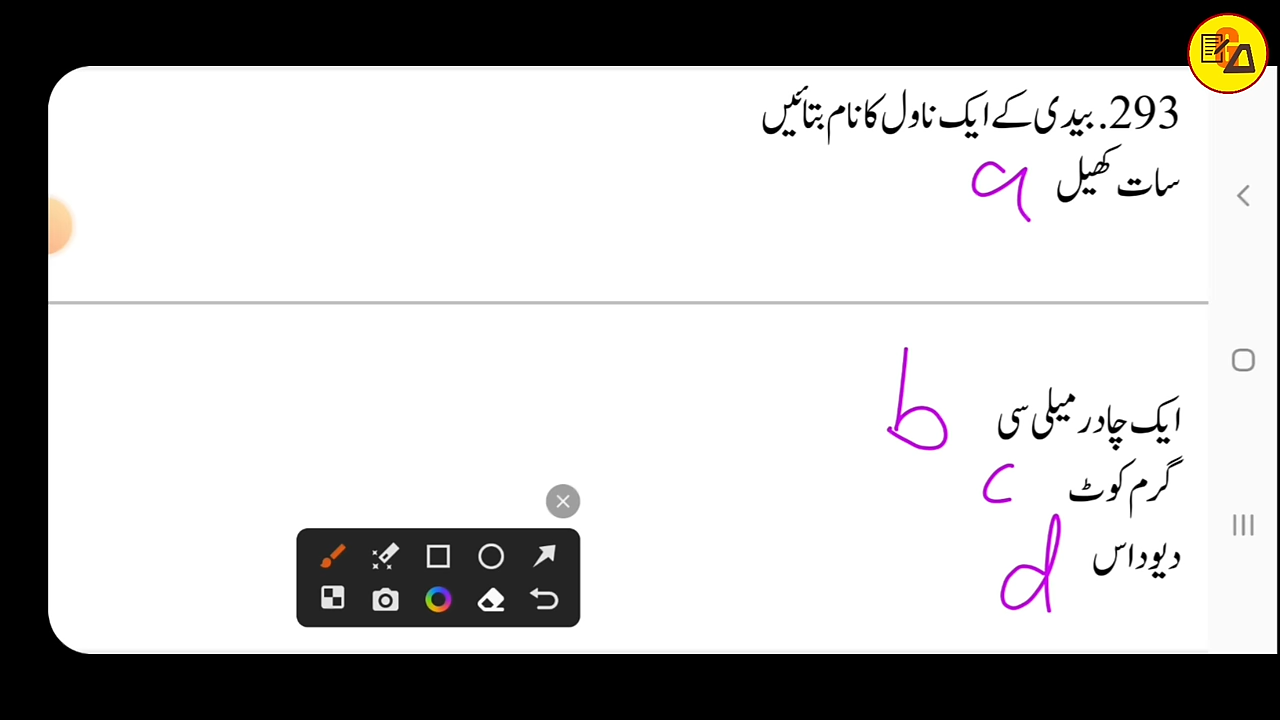 293. بیدی کے ایک ناول کا نام بتائیں
سات کھیل a
ایک چادر میلی سی b
گرم کوٹ c
دیوداس d